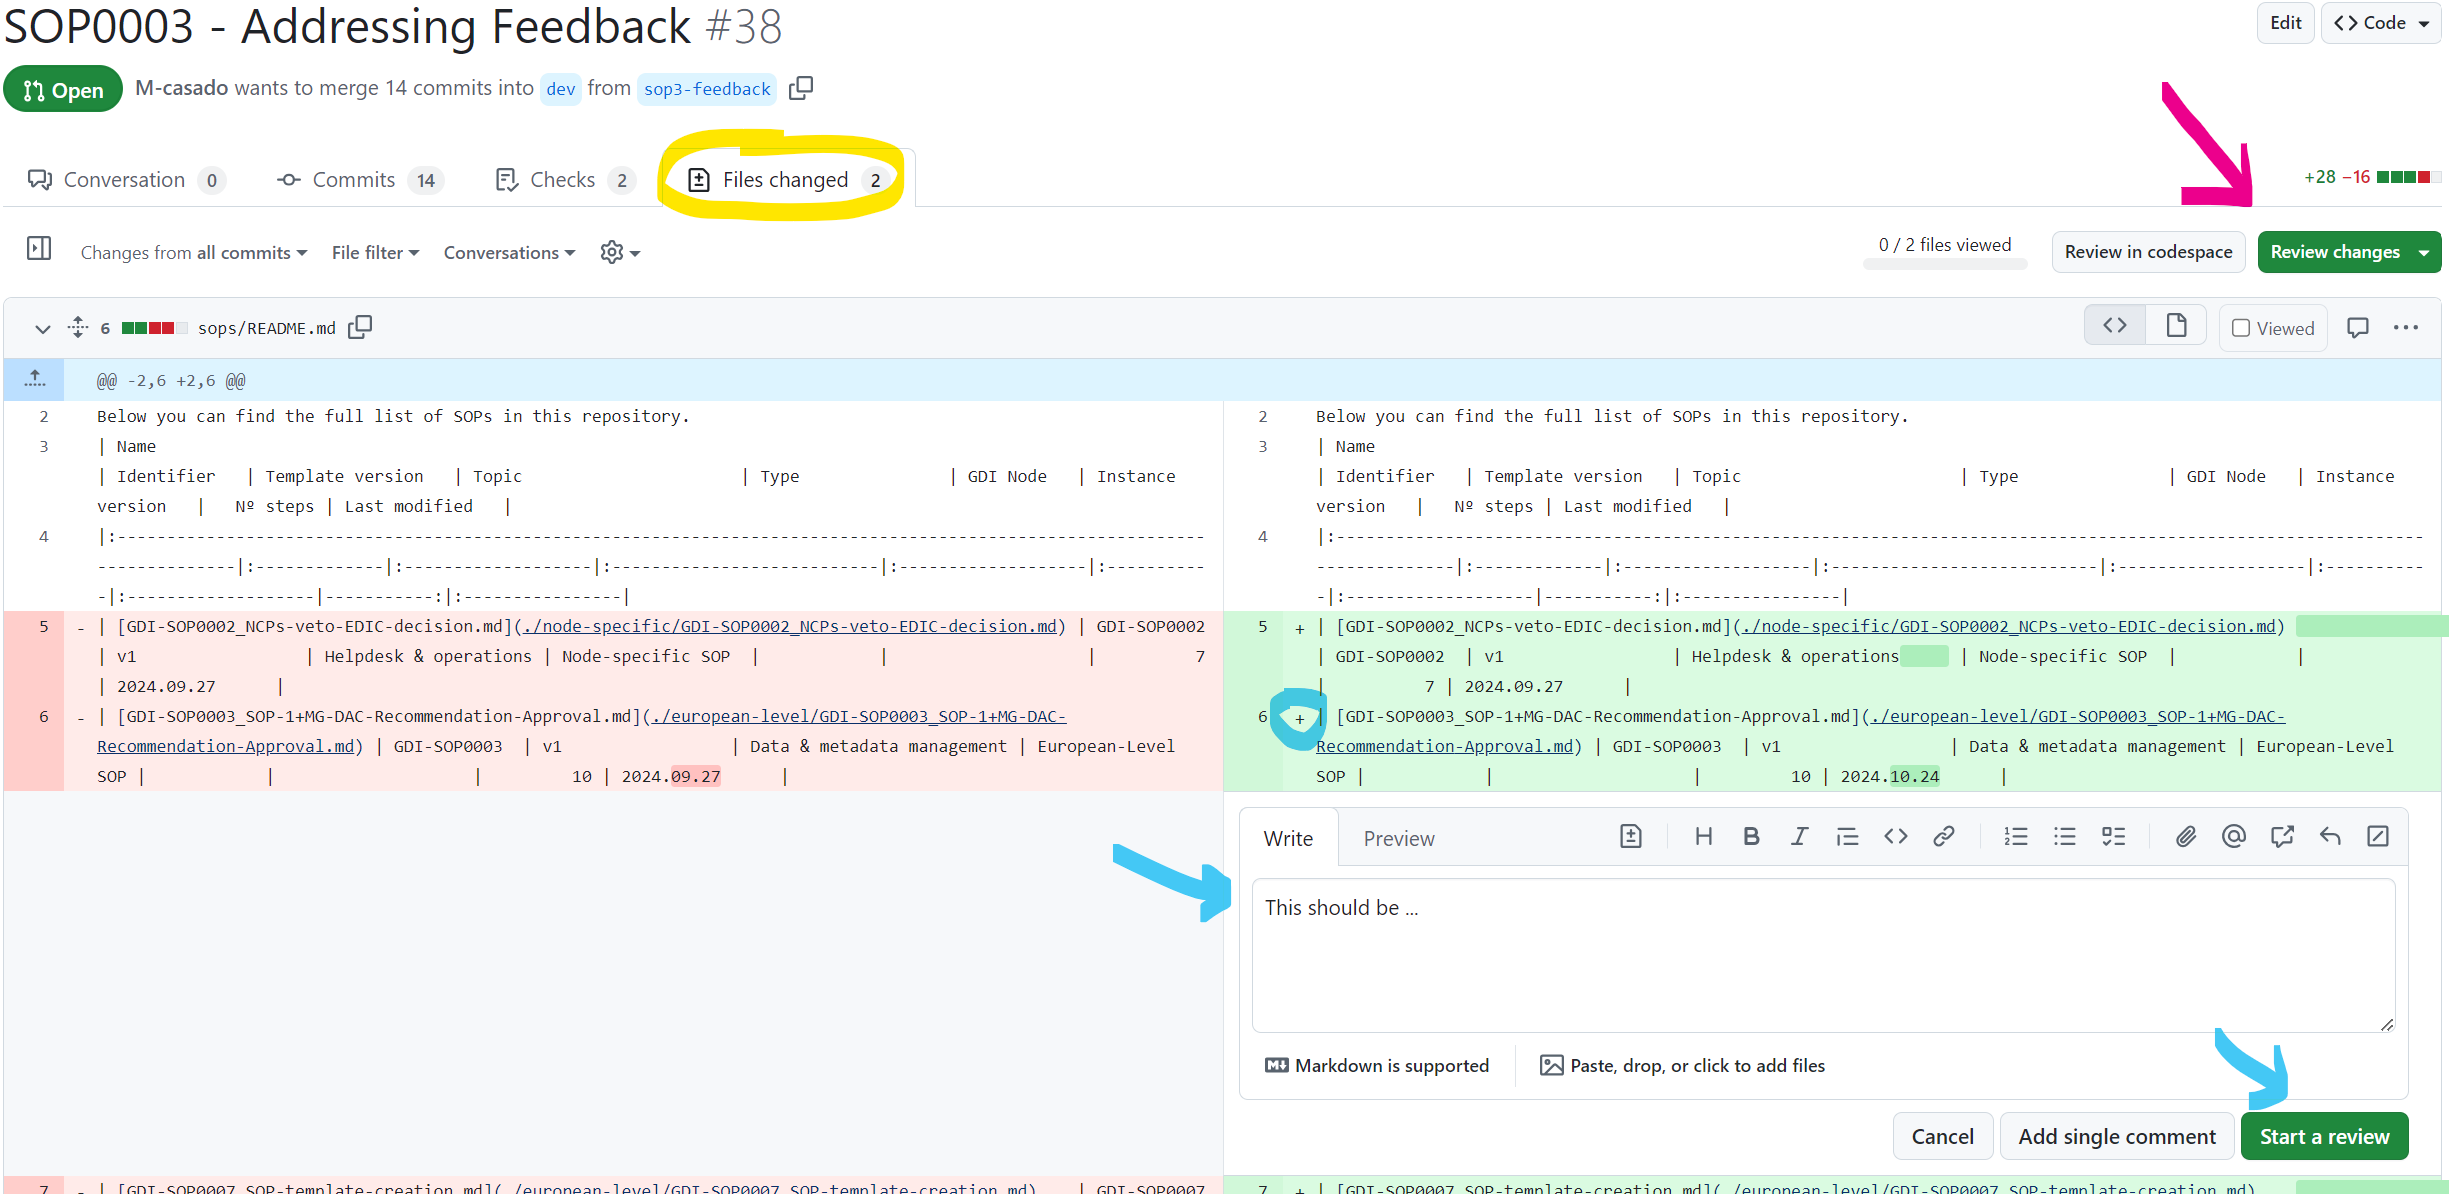 SOP0003 - Addressing Feedback #38
Edit
Code
Open
M-casado wants to merge 14 commits into dev from sop3-feedback
Conversation 0
Commits 14
Checks 2
Files changed 2
+28 −16
Changes from all commits
File filter
Conversations
0 / 2 files viewed
Review in codespace
Review changes
6 sops/README.md
Viewed
@@ -2,6 +2,6 @@
2 Below you can find the full list of SOPs in this repository.
3 | Name
| Identifier | Template version | Topic | Type | GDI Node | Instance
version | Nº steps | Last modified |
4 |:--------------------------------------------------------------------------------------------------------------
--------------|:-------------|:-------------------|:---------------------------|:-------------------|:----------
-|:-------------------|-----------:|:----------------|
5 - | [GDI-SOP0002_NCPs-veto-EDIC-decision.md](./node-specific/GDI-SOP0002_NCPs-veto-EDIC-decision.md) | GDI-SOP0002
| v1 | Helpdesk & operations | Node-specific SOP | | | 7
| 2024.09.27 |
6 - | [GDI-SOP0003_SOP-1+MG-DAC-Recommendation-Approval.md](./european-level/GDI-SOP0003_SOP-1+MG-DAC-
Recommendation-Approval.md) | GDI-SOP0003 | v1 | Data & metadata management | European-Level
SOP | | | 10 | 2024.09.27 |
7 - | [GDI-SOP0007_SOP-template-creation.md](./european-level/GDI-SOP0007_SOP-template-creation.md) | GDI-SOP0007
2 Below you can find the full list of SOPs in this repository.
3 | Name
| Identifier | Template version | Topic | Type | GDI Node | Instance
version | Nº steps | Last modified |
4 |:--------------------------------------------------------------------------------------------------------------
--------------|:-------------|:-------------------|:---------------------------|:-------------------|:----------
-|:-------------------|-----------:|:----------------|
5 + | [GDI-SOP0002_NCPs-veto-EDIC-decision.md](./node-specific/GDI-SOP0002_NCPs-veto-EDIC-decision.md)
| GDI-SOP0002 | v1 | Helpdesk & operations | Node-specific SOP | |
| 7 | 2024.09.27 |
6 + | [GDI-SOP0003_SOP-1+MG-DAC-Recommendation-Approval.md](./european-level/GDI-SOP0003_SOP-1+MG-DAC-
Recommendation-Approval.md) | GDI-SOP0003 | v1 | Data & metadata management | European-Level
SOP | | | 10 | 2024.10.24 |
Write
Preview
This should be ...
Markdown is supported
Paste, drop, or click to add files
Cancel
Add single comment
Start a review
7 + | [GDI-SOP0007_SOP-template-creation.md](./european-level/GDI-SOP0007_SOP-template-creation.md)